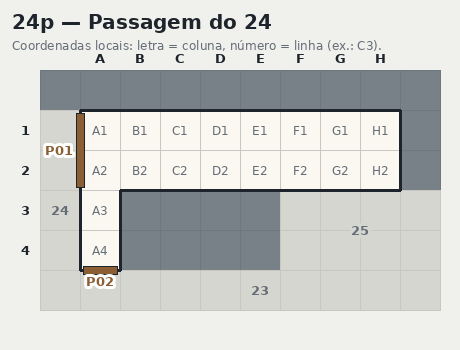 24p — Passagem do 24
Coordenadas locais: letra = coluna, número = linha (ex.: C3).
A B C D E F G H
1 A1 B1 C1 D1 E1 F1 G1 H1
P01
2 A2 B2 C2 D2 E2 F2 G2 H2
3 24 A3
25
4 A4
P02
23